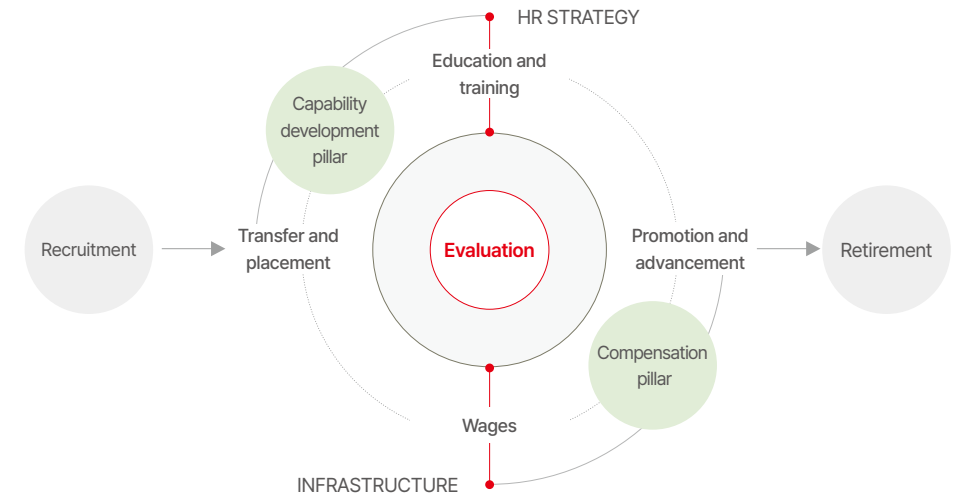 HR STRATEGY
Education and
training
Capability
development
pillar
Recruitment
Transfer and
placement
Evaluation
Promotion and
advancement
Retirement
Compensation
pillar
Wages
INFRASTRUCTURE